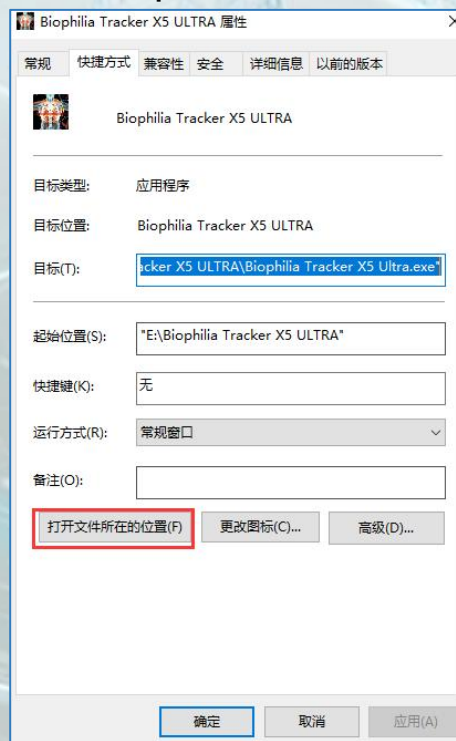 Biophilia Tracker X5 ULTRA 属性
常规 快捷方式 兼容性 安全 详细信息 以前的版本
Biophilia Tracker X5 ULTRA
目标类型: 应用程序
目标位置: Biophilia Tracker X5 ULTRA
目标(T): acker X5 ULTRA\Biophilia Tracker X5 Ultra.exe"
起始位置(S): "E:\Biophilia Tracker X5 ULTRA"
快捷键(K): 无
运行方式(R): 常规窗口
备注(O):
打开文件所在的位置(F) 更改图标(C)... 高级(D)...
确定 取消 应用(A)